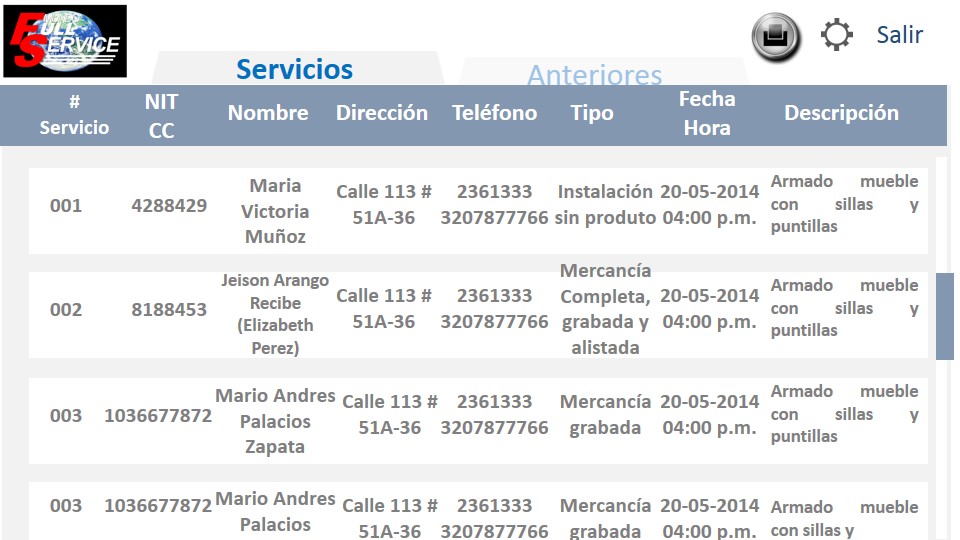 FULL
SERVICE
Salir
Servicios
Anteriores
# Servicio NIT CC Nombre Dirección Teléfono Tipo Fecha Hora Descripción
001
4288429
Maria
Victoria
Muñoz
Calle 113 #
51A-36
2361333
3207877766
Instalación
sin produto
20-05-2014
04:00 p.m.
Armado mueble
con sillas y
puntillas
002
8188453
Jeison Arango
Recibe
(Elizabeth
Perez)
Calle 113 #
51A-36
2361333
3207877766
Mercancía
Completa,
grabada y
alistada
20-05-2014
04:00 p.m.
Armado mueble
con sillas y
puntillas
003
1036677872
Mario Andres
Palacios
Zapata
Calle 113 #
51A-36
2361333
3207877766
Mercancía
grabada
20-05-2014
04:00 p.m.
Armado mueble
con sillas y
puntillas
003
1036677872
Mario Andres
Palacios
Calle 113 #
51A-36
2361333
3207877766
Mercancía
grabada
20-05-2014
04:00 p.m.
Armado mueble
con sillas y